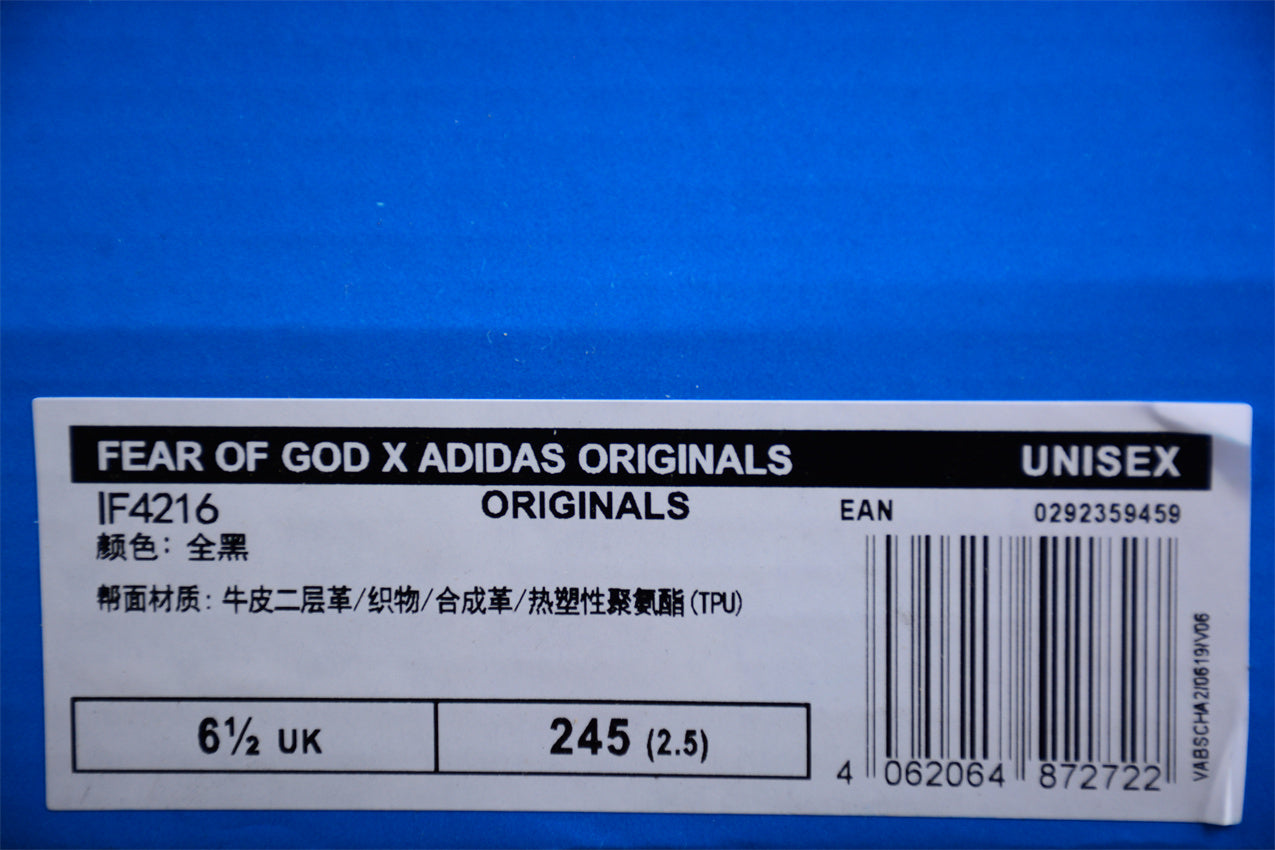 FEAR OF GOD X ADIDAS ORIGINALS UNISEX
IF4216 ORIGINALS EAN 0292359459
颜色：全黑
帮面材质：牛皮二层革/织物/合成革/热塑性聚氨酯(TPU)
6½ UK 245 (2.5)
4 062064 872722
VABSCHA2/0619/V06